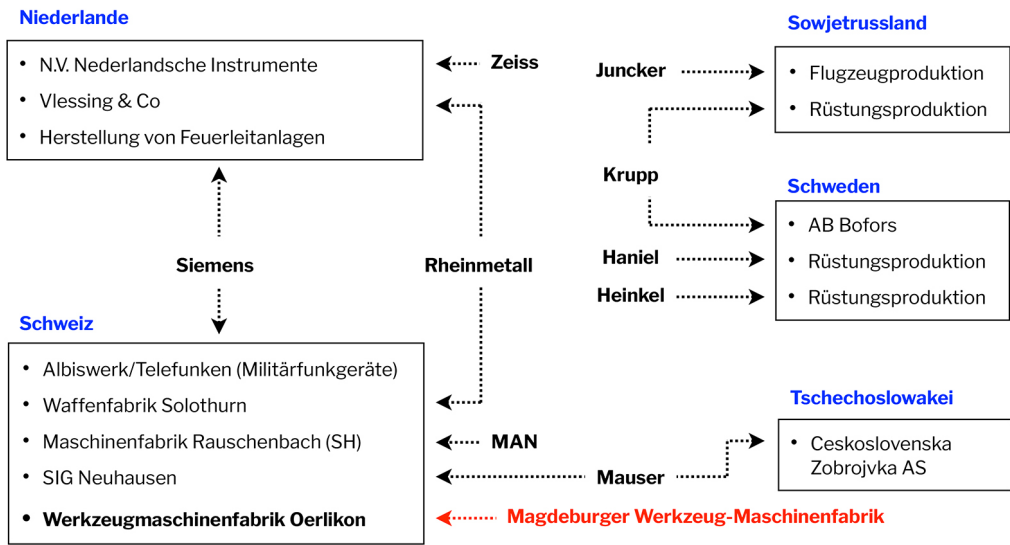 Niederlande
N.V. Nederlandsche Instrumente
Vlessing & Co
Herstellung von Feuerleitanlagen
Zeiss
Siemens
Rheinmetall
Schweiz
Albiswerk/Telefunken (Militärfunkgeräte)
Waffenfabrik Solothurn
Maschinenfabrik Rauschenbach (SH)
SIG Neuhausen
Werkzeugmaschinenfabrik Oerlikon
MAN
Mauser
Magdeburger Werkzeug-Maschinenfabrik
Sowjetrussland
Juncker
Flugzeugproduktion
Rüstungsproduktion
Krupp
Schweden
AB Bofors
Haniel
Rüstungsproduktion
Heinkel
Rüstungsproduktion
Tschechoslowakei
Ceskoslovenska
Zobrojvka AS